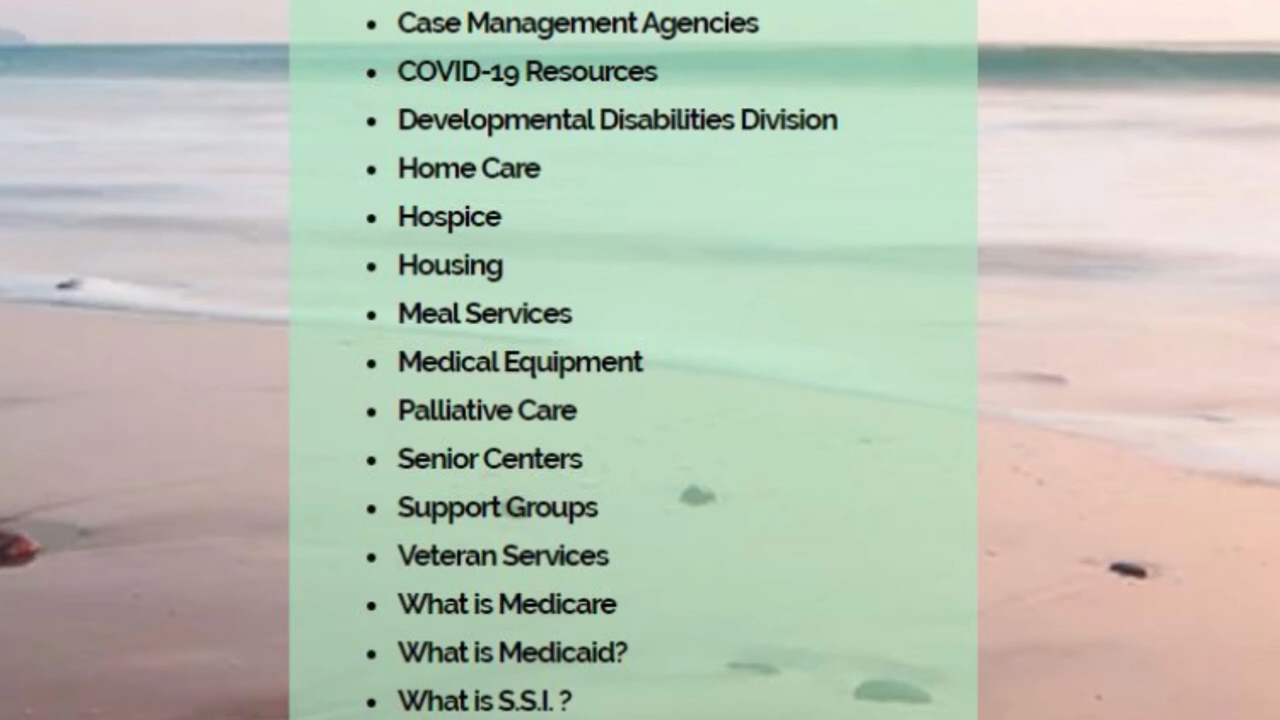 • Case Management Agencies
• COVID-19 Resources
• Developmental Disabilities Division
• Home Care
• Hospice
• Housing
• Meal Services
• Medical Equipment
• Palliative Care
• Senior Centers
• Support Groups
• Veteran Services
• What is Medicare
• What is Medicaid?
• What is S.S.I. ?